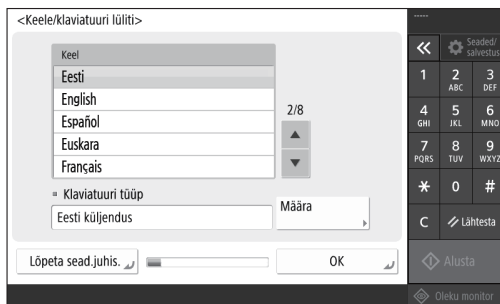 <Keele/klaviatuuri lüliti>
Keel
Eesti
English
Español
Euskara
Français
2/8
Klaviatuuri tüüp
Eesti küljendus
Määra
Lõpeta sead.juhis.
OK
Seaded/
salvestus
1
2
ABC
3
DEF
4
GHI
5
JKL
6
MNO
7
PQRS
8
TUV
9
WXYZ
*
0
#
C
Lähtesta
Alusta
Oleku monitor